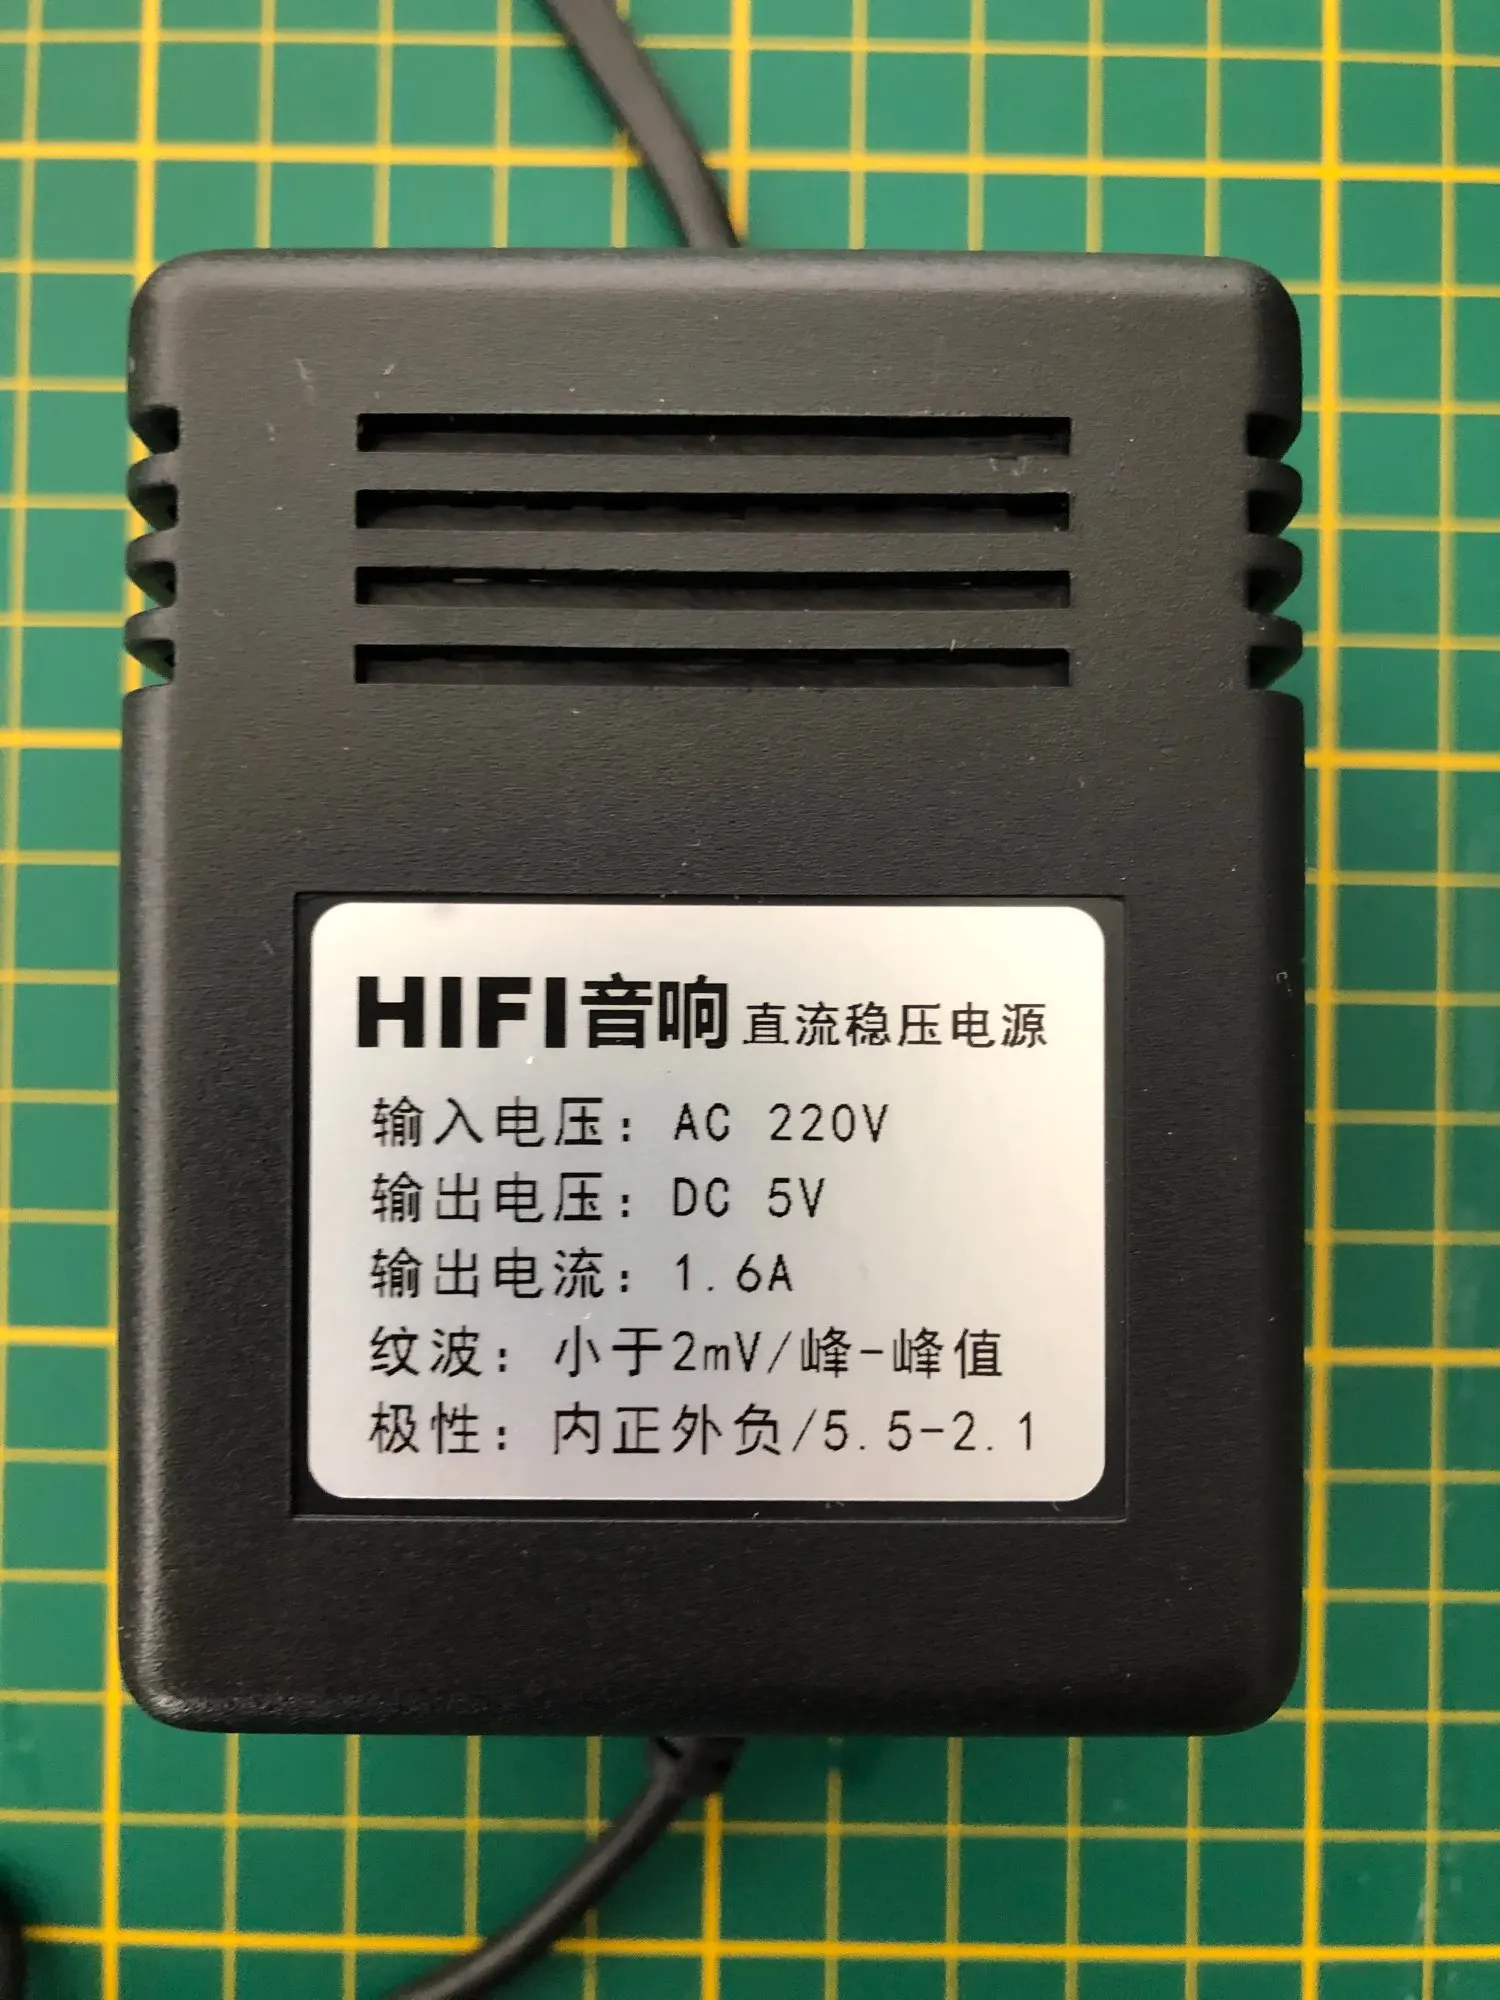 HIFI音响 直流稳压电源
输入电压：AC 220V
输出电压：DC 5V
输出电流：1.6A
纹波：小于2mV/峰-峰值
极性：内正外负/5.5-2.1